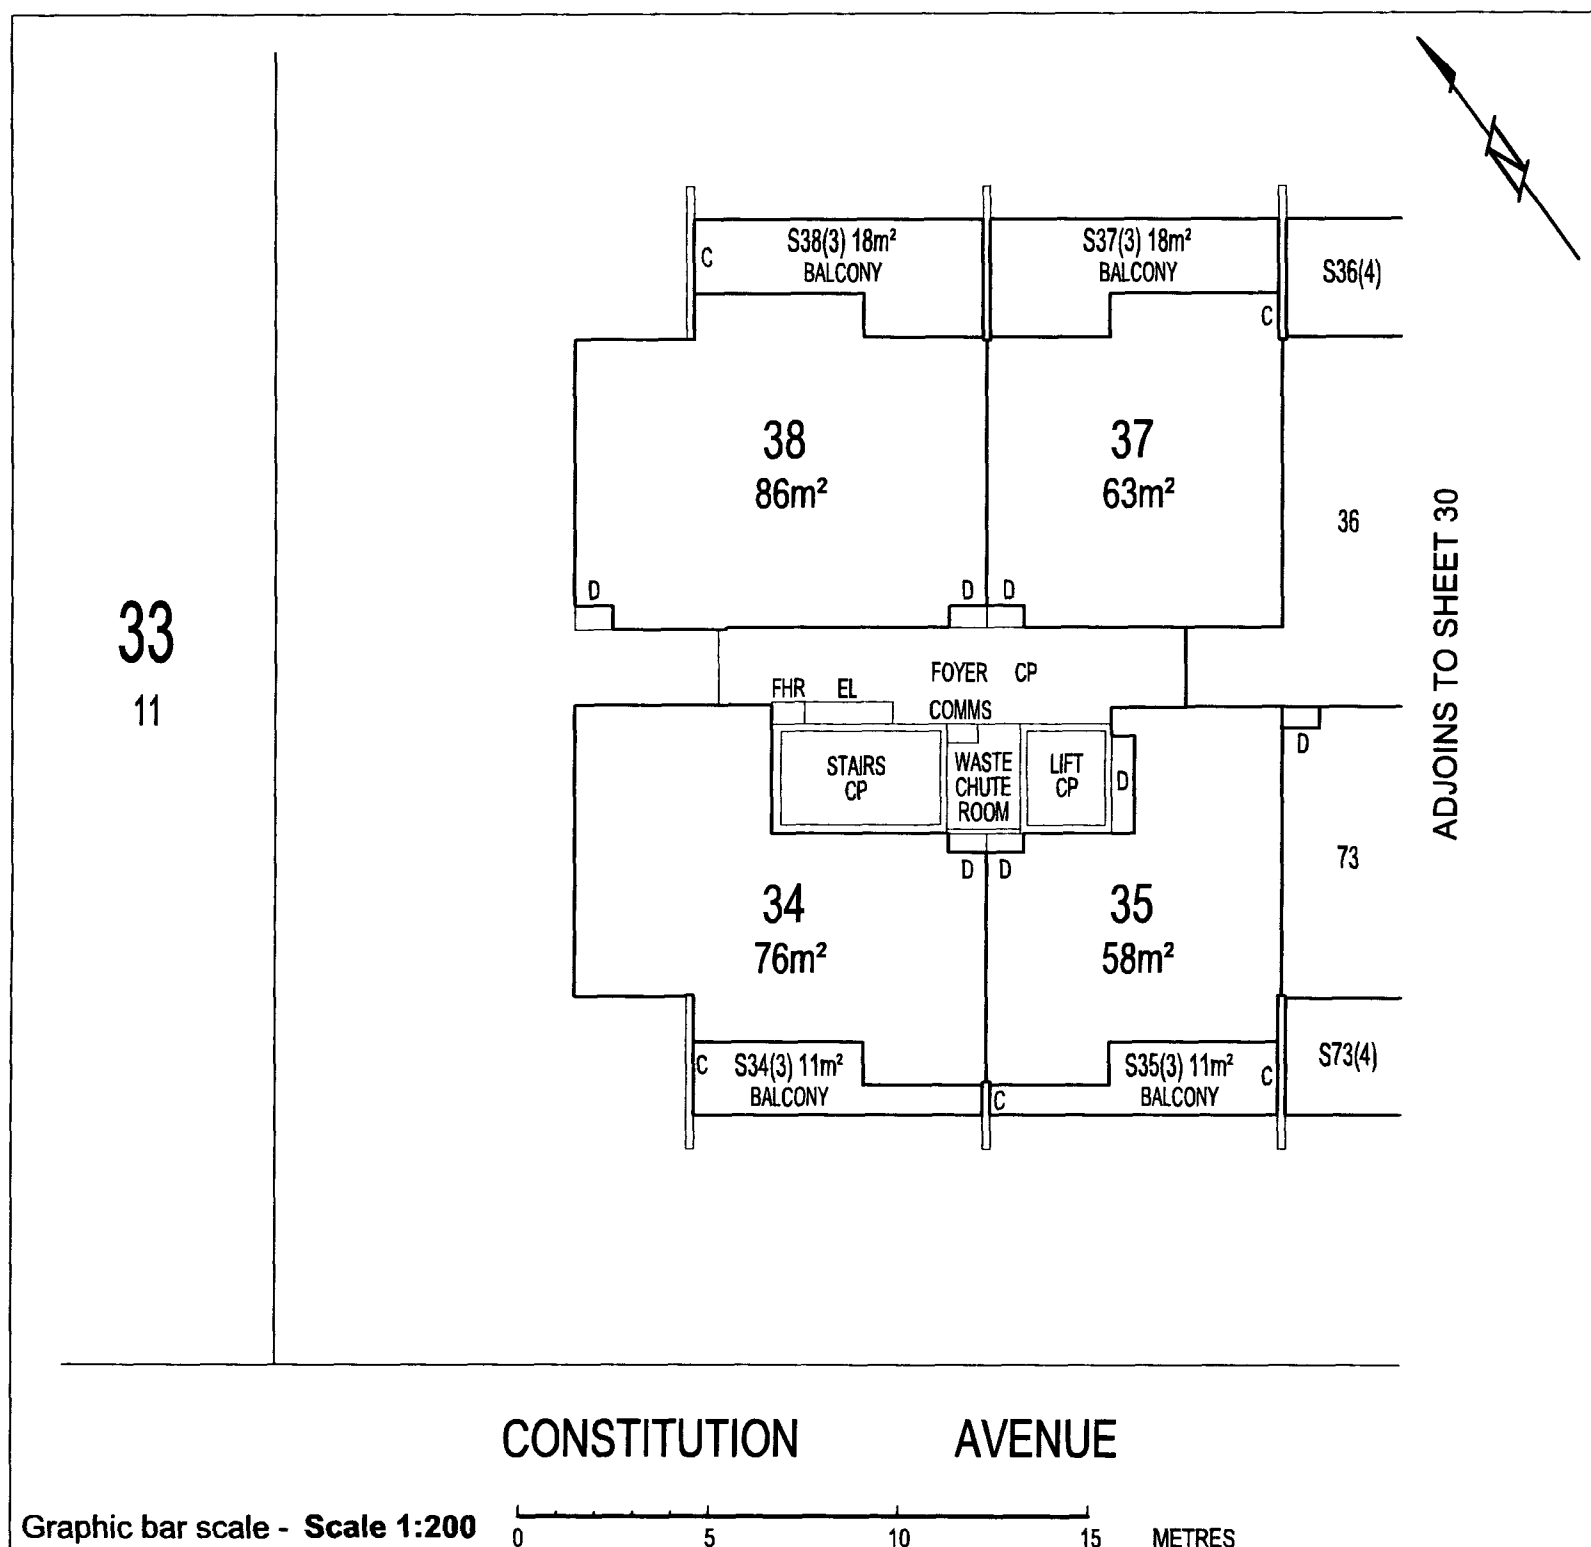 S38(3) 18m²
BALCONY
C
S37(3) 18m²
BALCONY
C
S36(4)
38
86m²
37
63m²
36
D
D
D
33
11
FOYER CP
FHR
EL
COMMS
STAIRS
CP
WASTE
CHUTE
ROOM
LIFT
CP
D
D
D
D
34
76m²
35
58m²
73
C
S34(3) 11m²
BALCONY
C
S35(3) 11m²
BALCONY
C
S73(4)
ADJOINS TO SHEET 30
CONSTITUTION AVENUE
Graphic bar scale - Scale 1:200
0 5 10 15 METRES